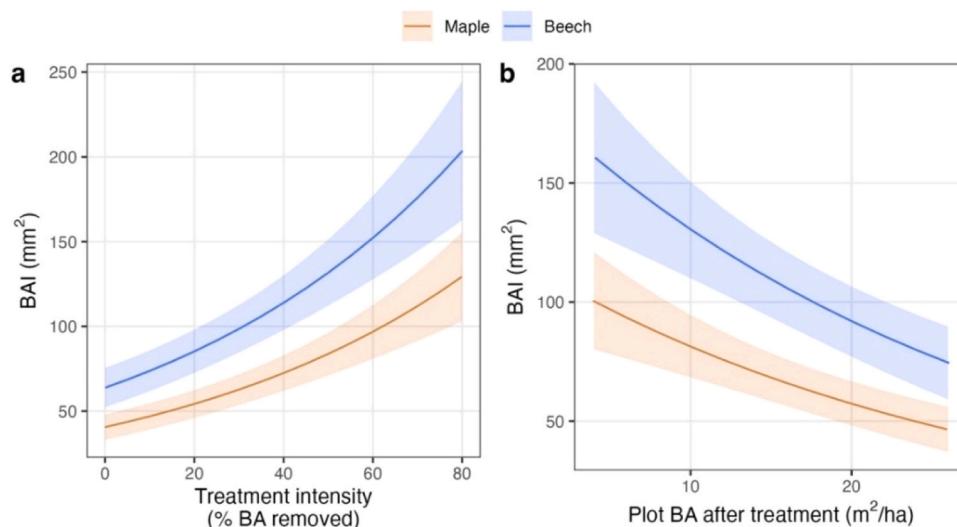 Maple Beech
a
250
200
150
100
50
BAI (mm²)
0 20 40 60 80
Treatment intensity
(% BA removed)
b
200
150
100
50
BAI (mm²)
10 20
Plot BA after treatment (m²/ha)